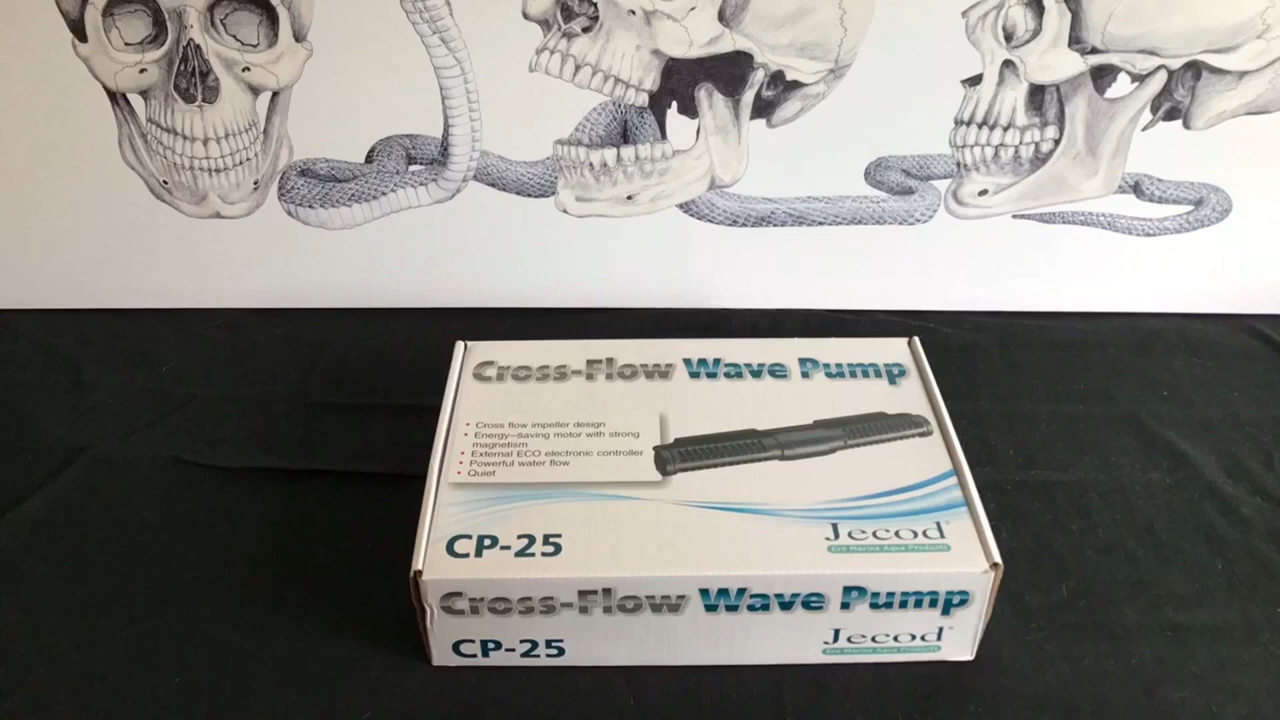 Cross-Flow Wave Pump
• Cross flow impeller design
• Energy-saving motor with strong
magnetism
• External ECO electronic controller
• Powerful water flow
• Quiet
CP-25
Jecod®
Eco Marine Aqua Products
Cross-Flow Wave Pump
CP-25
Jecod®
Eco Marine Aqua Products